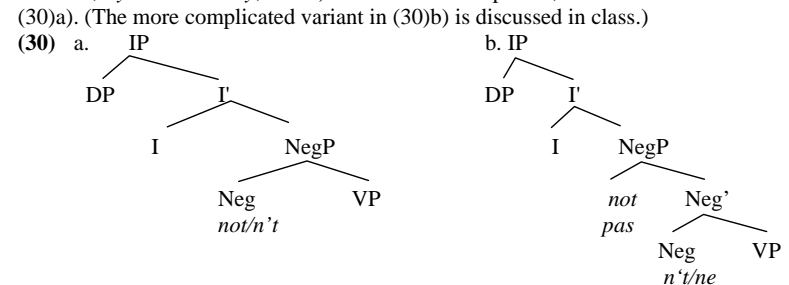 (30)a). (The more complicated variant in (30)b) is discussed in class.)
(30) a. IP b. IP
DP I' DP I'
I NegP I NegP
Neg VP not Neg’
not/n’t pas
Neg VP
n‘t/ne